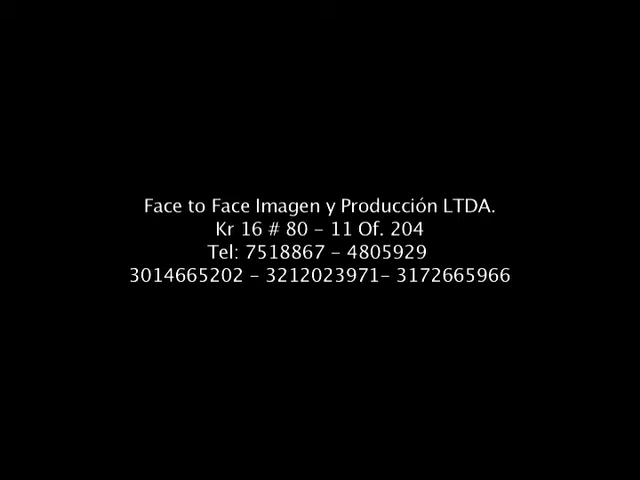 Face to Face Imagen y Producción LTDA.
Kr 16 # 80 - 11 Of. 204
Tel: 7518867 - 4805929
3014665202 - 3212023971- 3172665966